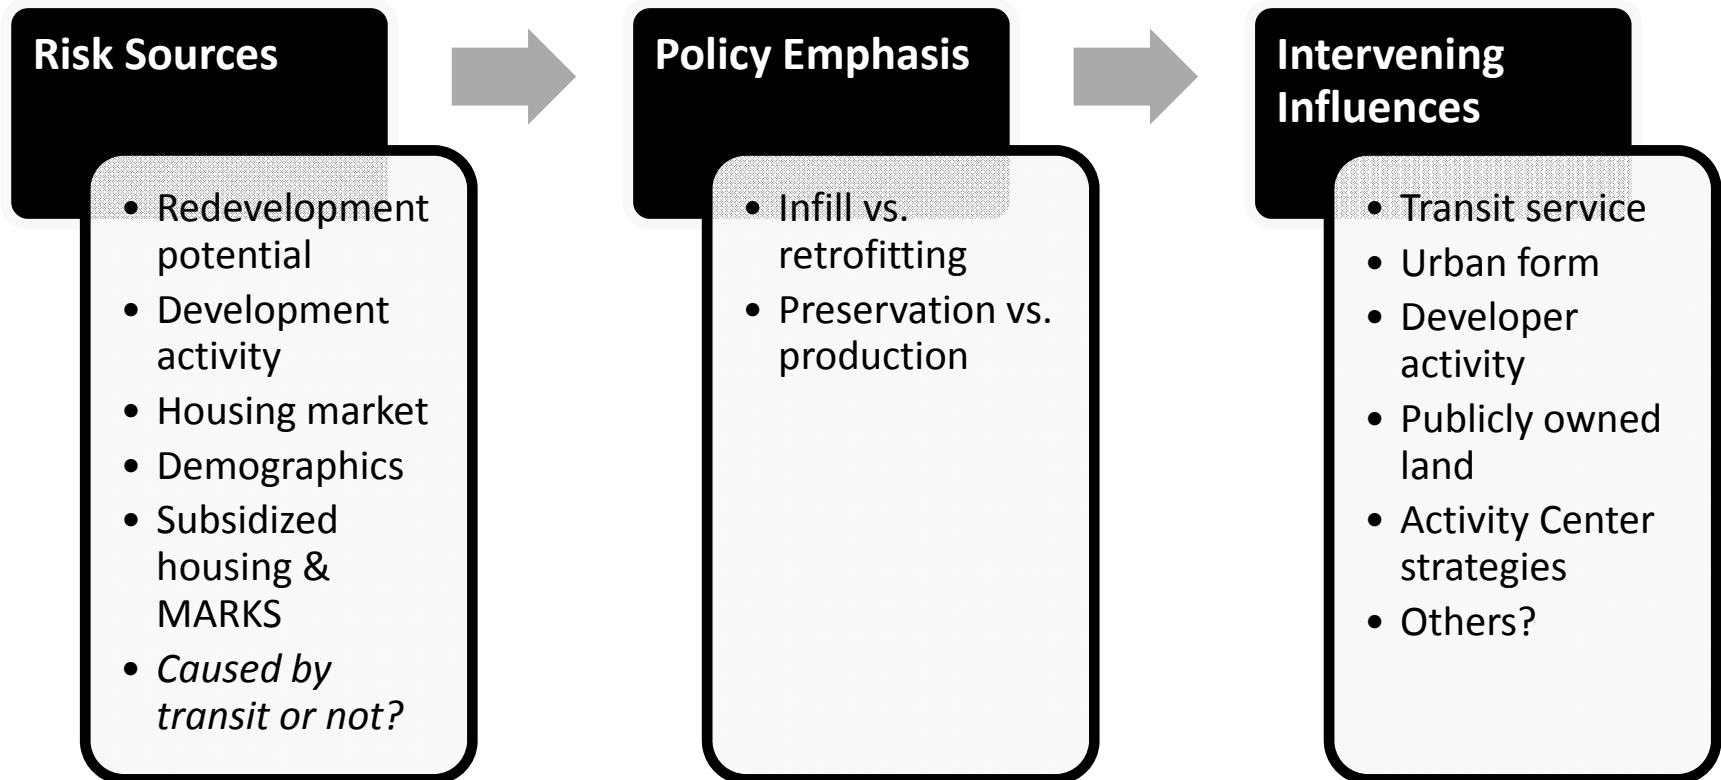 Risk Sources
• Redevelopment
potential
• Development
activity
• Housing market
• Demographics
• Subsidized
housing &
MARKS
• Caused by
transit or not?
Policy Emphasis
• Infill vs.
retrofitting
• Preservation vs.
production
Intervening
Influences
• Transit service
• Urban form
• Developer
activity
• Publicly owned
land
• Activity Center
strategies
• Others?